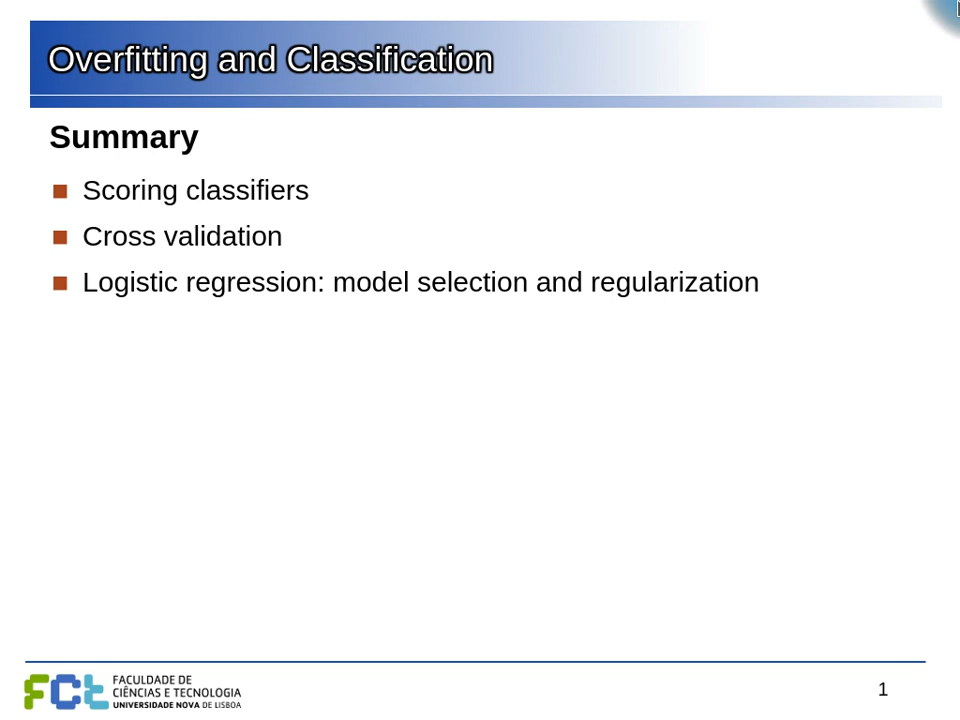 Overfitting and Classification
Summary
Scoring classifiers
Cross validation
Logistic regression: model selection and regularization
FCt
FACULDADE DE
CIÊNCIAS E TECNOLOGIA
UNIVERSIDADE NOVA DE LISBOA
1